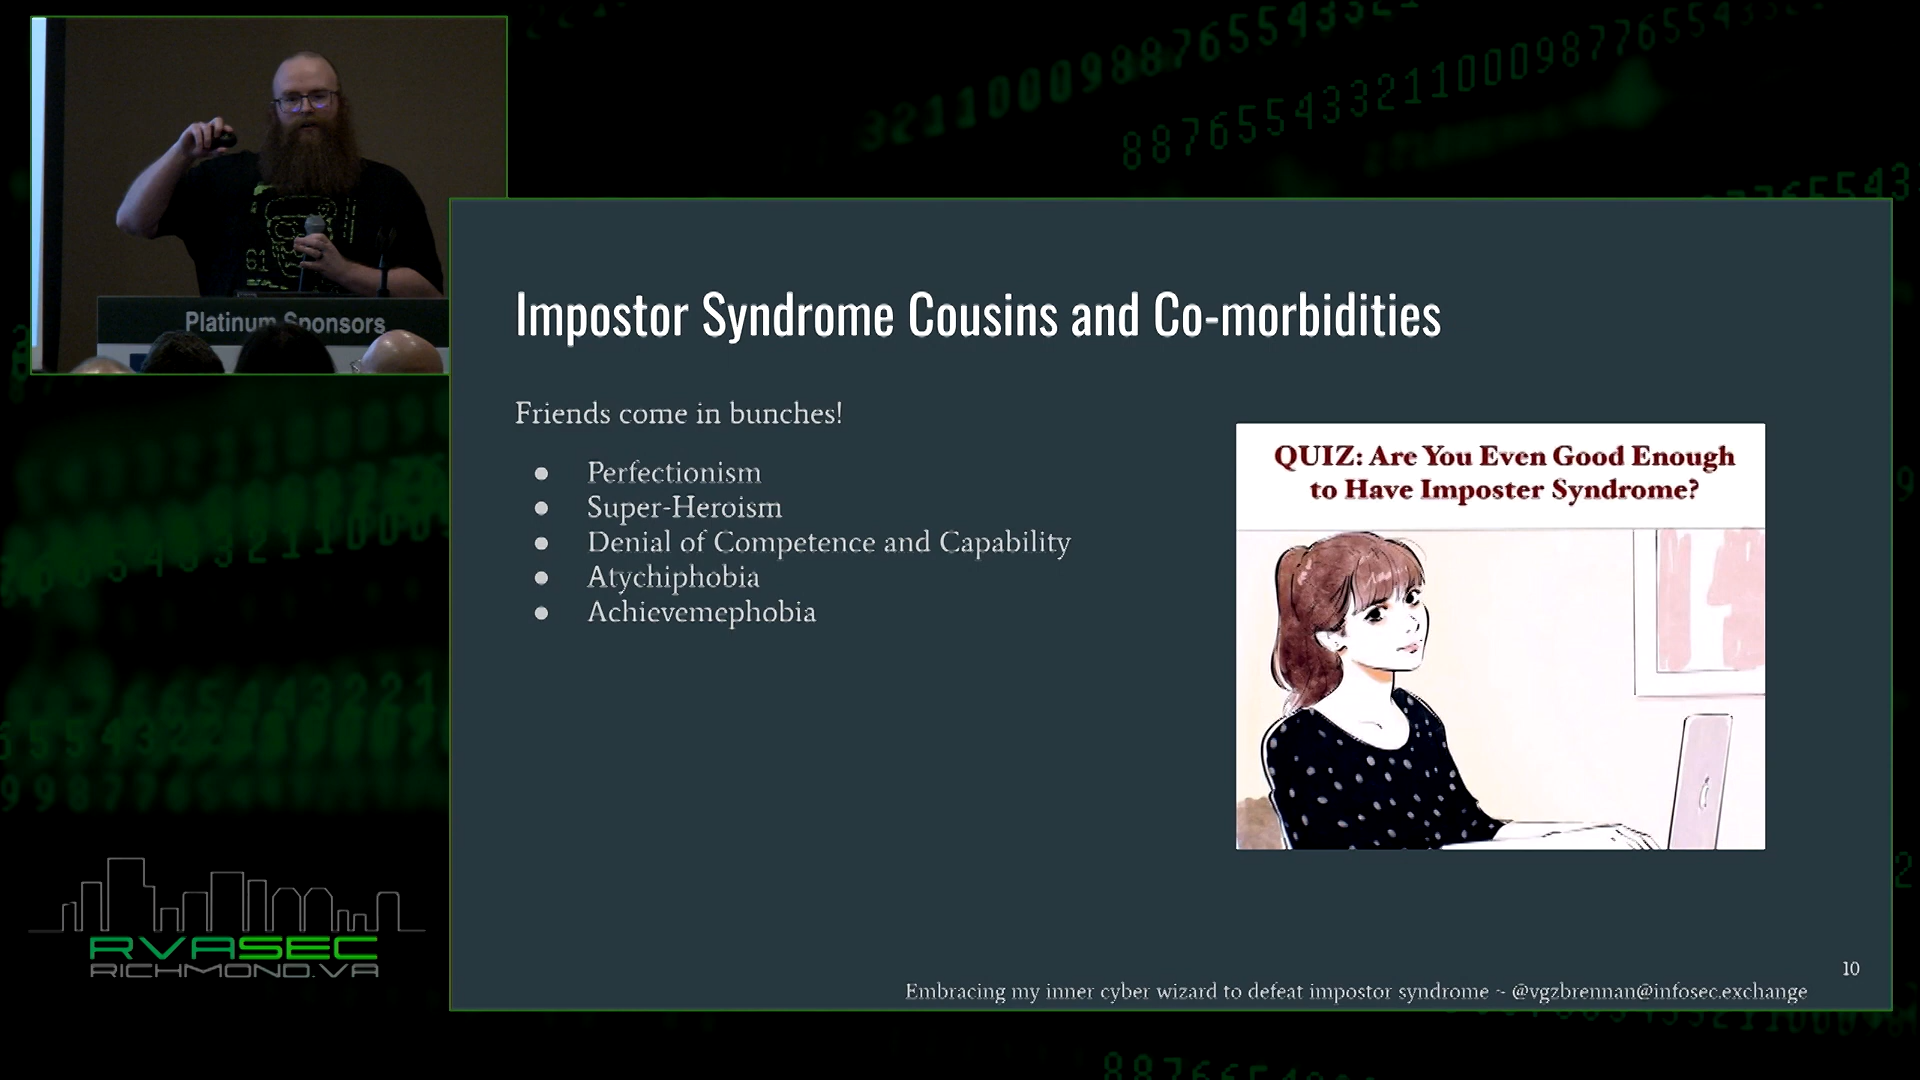 Platinum Sponsors
Impostor Syndrome Cousins and Co-morbidities
Friends come in bunches!
● Perfectionism
● Super-Heroism
● Denial of Competence and Capability
● Atychiphobia
● Achievemephobia
QUIZ: Are You Even Good Enough
to Have Imposter Syndrome?
10
Embracing my inner cyber wizard to defeat impostor syndrome ~ @vgzbrennan@infosec.exchange
RVASEC
RICHMOND.VA
32110009887655433
88765543321100098776554332